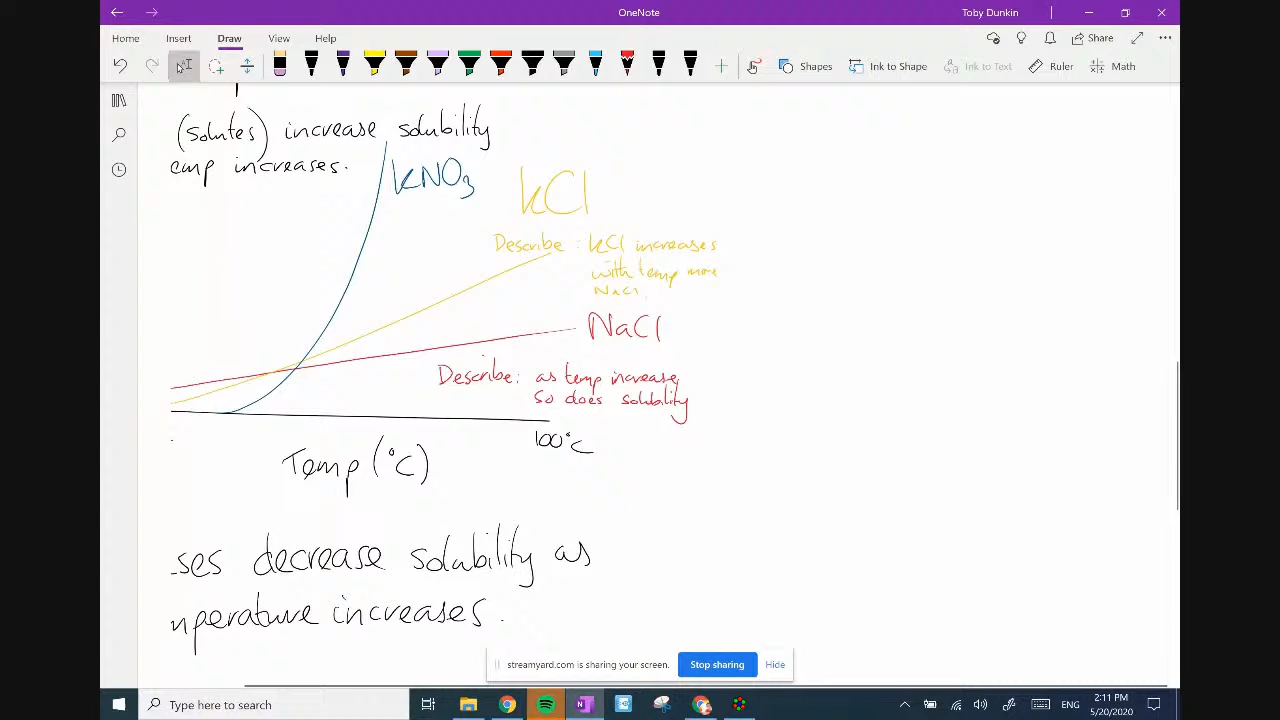 OneNote
Toby Dunkin
Home
Insert
Draw
View
Help
Share
Shapes
Ink to Shape
Ink to Text
Ruler
Math
(Solutes) increase solubility
emp increases.
kNO3
kCl
Describe : kCl increases
with temp more
NaCl.
NaCl
Describe: as temp increase,
So does solubility
100°C
Temp (°C)
ses decrease solubility as
nperature increases.
streamyard.com is sharing your screen.
Stop sharing
Hide
Type here to search
ENG
2:11 PM
5/20/2020